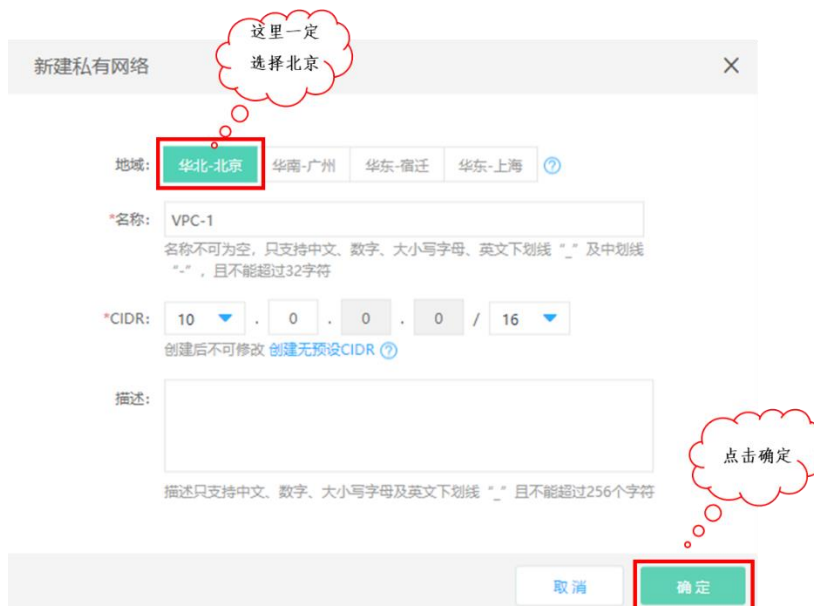 这里一定
选择北京
新建私有网络
地域: 华北-北京 华南-广州 华东-宿迁 华东-上海 ?
*名称: VPC-1
名称不可为空，只支持中文、数字、大小写字母、英文下划线“_”及中划线
“-”，且不能超过32字符
*CIDR: 10 . 0 . 0 . 0 / 16
创建后不可修改 创建无预设CIDR ?
描述:
点击确定
描述只支持中文、数字、大小写字母及英文下划线“_”且不能超过256个字符
取消 确定